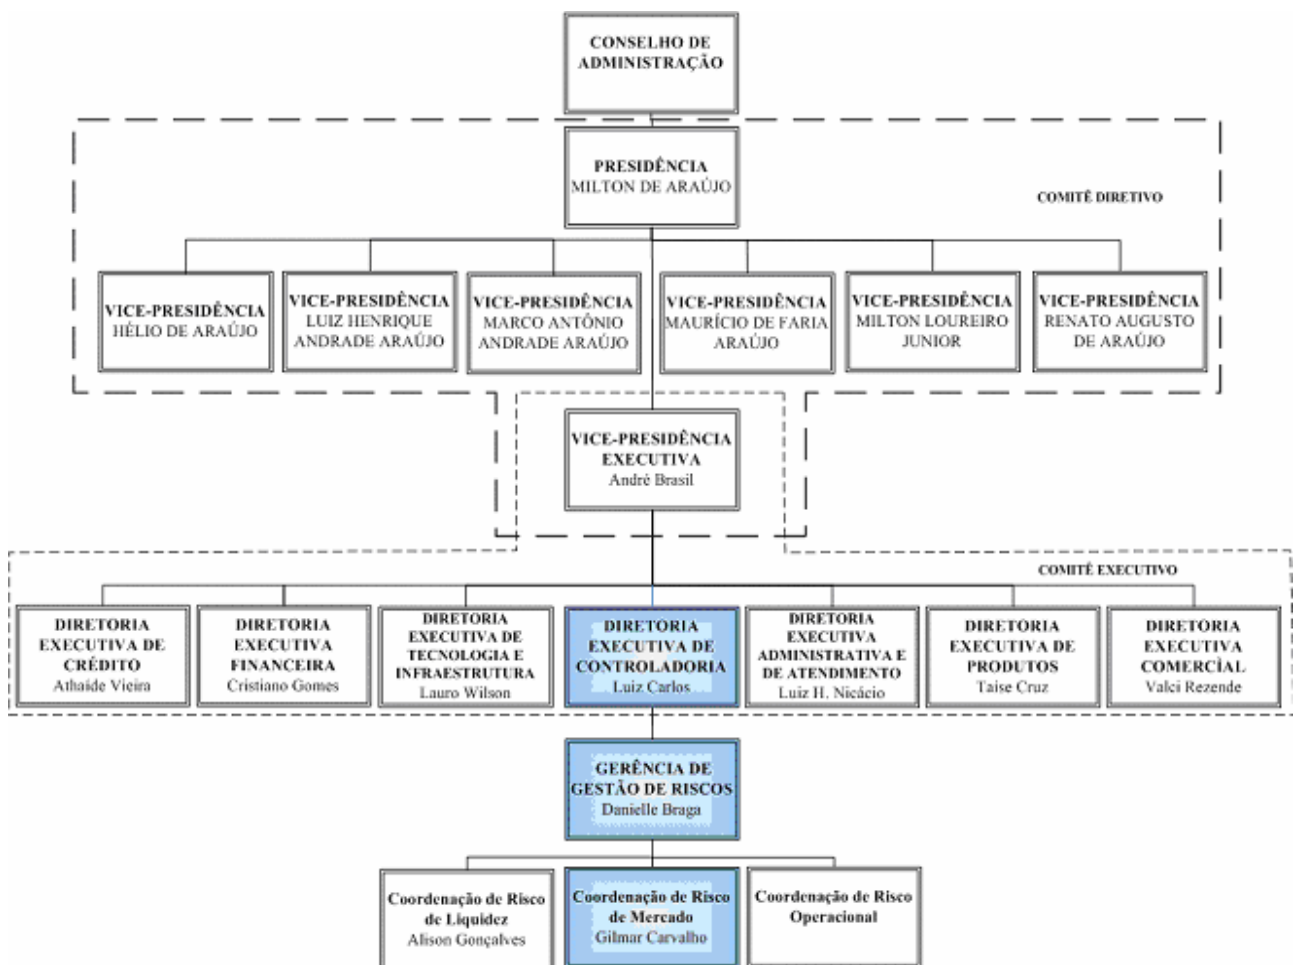 CONSELHO DE
ADMINISTRAÇÃO
PRESIDÊNCIA
MILTON DE ARAÚJO
COMITÊ DIRETIVO
VICE-PRESIDÊNCIA
HÉLIO DE ARAÚJO
VICE-PRESIDÊNCIA
LUIZ HENRIQUE
ANDRADE ARAÚJO
VICE-PRESIDÊNCIA
MARCO ANTÔNIO
ANDRADE ARAÚJO
VICE-PRESIDÊNCIA
MAURÍCIO DE FARIA
ARAÚJO
VICE-PRESIDÊNCIA
MILTON LOUREIRO
JUNIOR
VICE-PRESIDÊNCIA
RENATO AUGUSTO
DE ARAÚJO
VICE-PRESIDÊNCIA
EXECUTIVA
André Brasil
COMITÊ EXECUTIVO
DIRETORIA
EXECUTIVA DE
CRÉDITO
Athaíde Vieira
DIRETORIA
EXECUTIVA
FINANCEIRA
Cristiano Gomes
DIRETORIA
EXECUTIVA DE
TECNOLOGIA E
INFRAESTRUTURA
Lauro Wilson
DIRETORIA
EXECUTIVA DE
CONTROLADORIA
Luiz Carlos
DIRETORIA
EXECUTIVA
ADMINISTRATIVA E
DE ATENDIMENTO
Luiz H. Nicácio
DIRETORIA
EXECUTIVA DE
PRODUTOS
Taise Cruz
DIRETORIA
EXECUTIVA
COMERCIAL
Valci Rezende
GERÊNCIA DE
GESTÃO DE RISCOS
Danielle Braga
Coordenação de Risco
de Liquidez
Alison Gonçalves
Coordenação de Risco
de Mercado
Gilmar Carvalho
Coordenação de Risco
Operacional